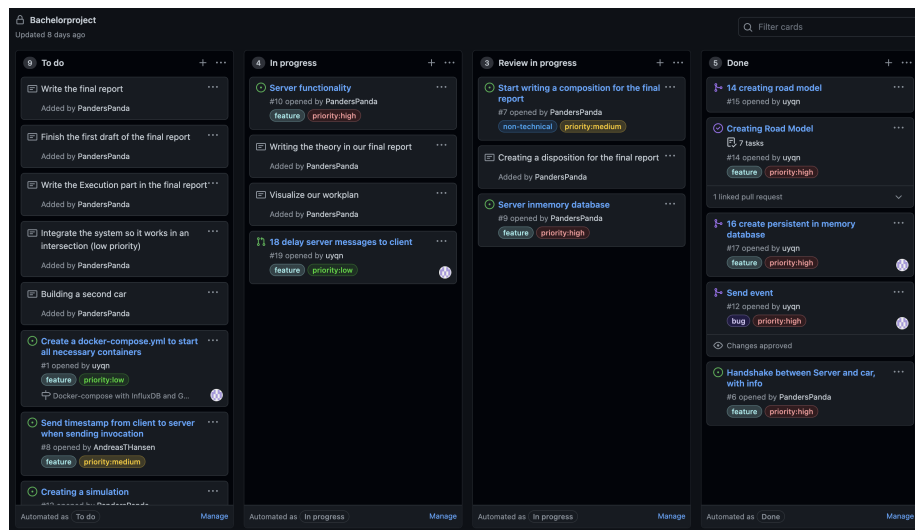 Bachelorproject
Updated 8 days ago
Filter cards
9 To do
Write the final report
Added by PandersPanda
Finish the first draft of the final report
Added by PandersPanda
Write the Execution part in the final report
Added by PandersPanda
Integrate the system so it works in an
intersection (low priority)
Added by PandersPanda
Building a second car
Added by PandersPanda
Create a docker-compose.yml to start
all necessary containers
#1 opened by uyqn
feature priority:low
Docker-compose with InfluxDB and G...
Send timestamp from client to server
when sending invocation
#8 opened by AndreasTHansen
feature priority:medium
Creating a simulation
Automated as To do Manage
4 In progress
Server functionality
#10 opened by PandersPanda
feature priority:high
Writing the theory in our final report
Added by PandersPanda
Visualize our workplan
Added by PandersPanda
18 delay server messages to client
#19 opened by uyqn
feature priority:low
Automated as In progress Manage
3 Review in progress
Start writing a composition for the final
report
#7 opened by PandersPanda
non-technical priority:medium
Creating a disposition for the final report
Added by PandersPanda
Server inmemory database
#9 opened by PandersPanda
feature priority:high
Automated as In progress Manage
5 Done
14 creating road model
#15 opened by uyqn
Creating Road Model
7 tasks
#14 opened by uyqn
feature priority:high
1 linked pull request
16 create persistent in memory
database
#17 opened by uyqn
feature priority:high
Send event
#12 opened by uyqn
bug priority:high
Changes approved
Handshake between Server and car,
with info
#6 opened by PandersPanda
feature priority:high
Automated as Done Manage